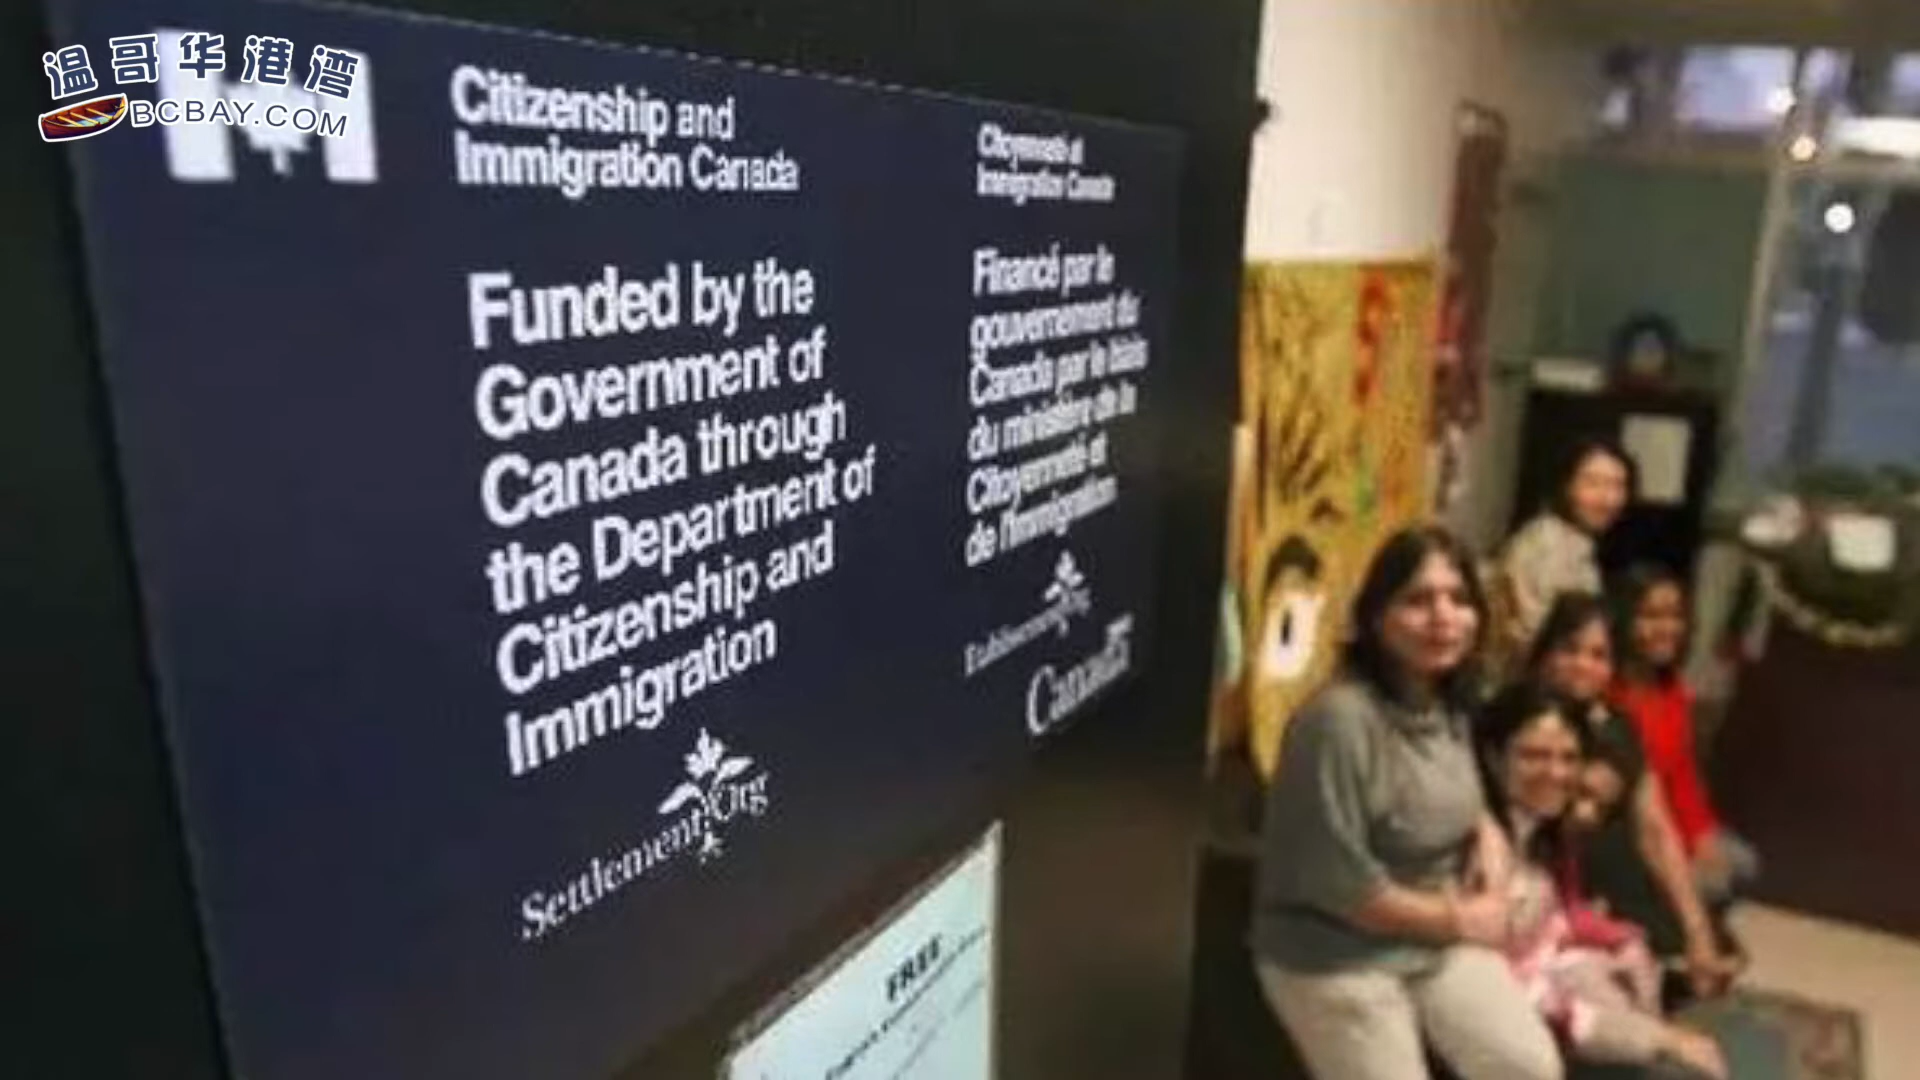 温哥华港湾
BCBAY.COM
Citizenship and
Immigration Canada
Funded by the
Government of
Canada through
the Department of
Citizenship and
Immigration
Settlement.Org
Citoyenneté et
Immigration Canada
Financé par le
gouvernement du
Canada par le biais
du ministère de la
Citoyenneté et
de l'Immigration
Etablissement.Org
Canada
FREE